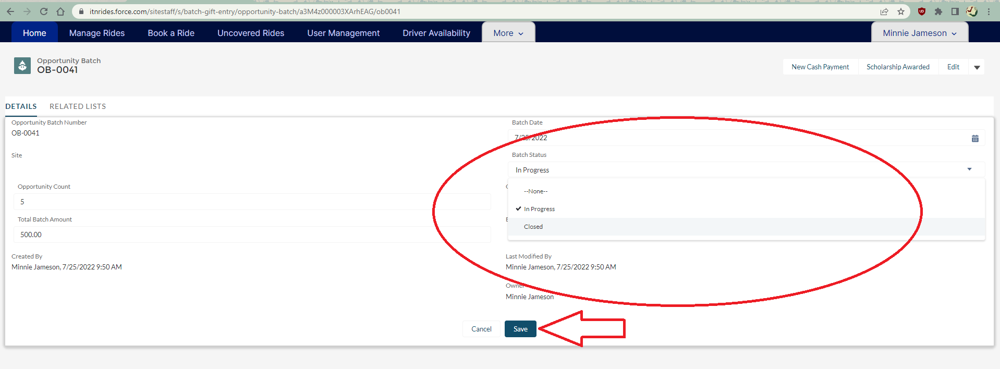 itnrides.force.com/sitestaff/s/batch-gift-entry/opportunity-batch/a3M4z000003XArhEAG/ob0041
Home Manage Rides Book a Ride Uncovered Rides User Management Driver Availability More Minnie Jameson
Opportunity Batch
OB-0041
New Cash Payment Scholarship Awarded Edit
DETAILS RELATED LISTS
Opportunity Batch Number
OB-0041
Batch Date
7/25/2022
Site
Batch Status
In Progress
--None--
In Progress
Closed
Opportunity Count
5
Total Batch Amount
500.00
Created By
Minnie Jameson, 7/25/2022 9:50 AM
Last Modified By
Minnie Jameson, 7/25/2022 9:50 AM
Owner
Minnie Jameson
Cancel Save